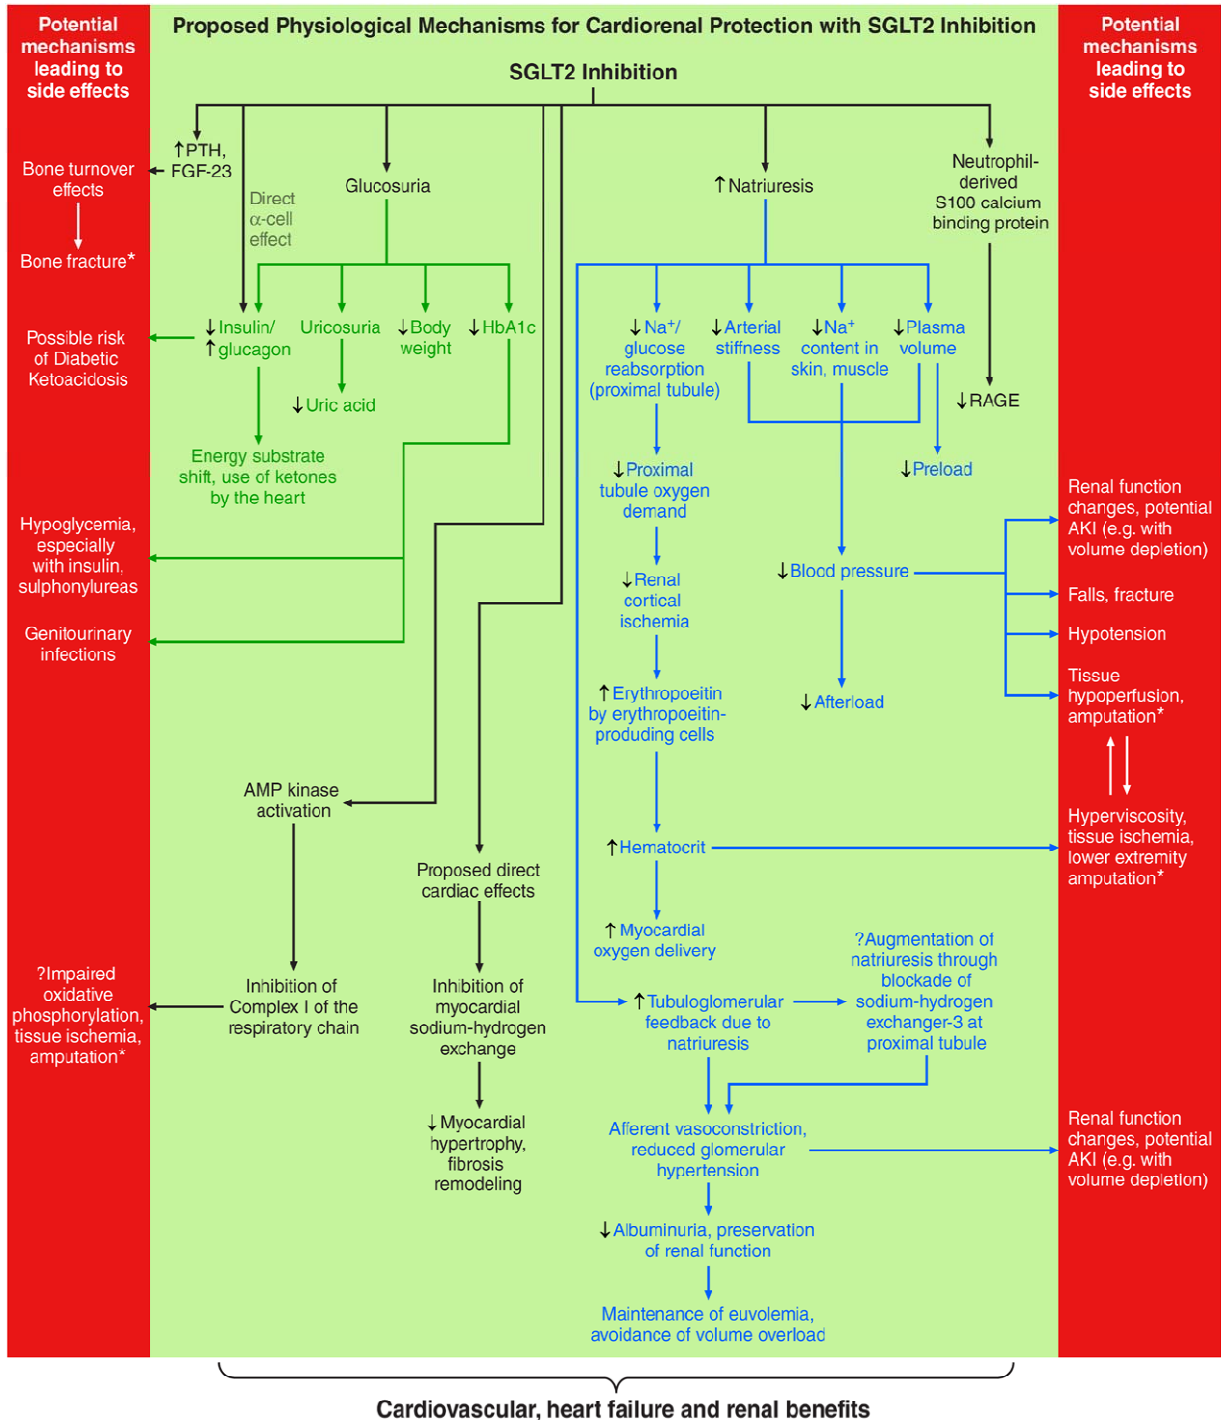 Potential
mechanisms
leading to
side effects
Proposed Physiological Mechanisms for Cardiorenal Protection with SGLT2 Inhibition
Potential
mechanisms
leading to
side effects
SGLT2 Inhibition
↑PTH,
FGF-23
Bone turnover
effects
Bone fracture*
Direct
α-cell
effect
Glucosuria
↑Natriuresis
Neutrophil-
derived
S100 calcium
binding protein
Possible risk
of Diabetic
Ketoacidosis
↓Insulin/
↑glucagon
Uricosuria
↓Body
weight
↓HbA1c
↓Na⁺/
glucose
reabsorption
(proximal tubule)
↓Arterial
stiffness
↓Na⁺
content in
skin, muscle
↓Plasma
volume
↓RAGE
↓Uric acid
Energy substrate
shift, use of ketones
by the heart
↓Proximal
tubule oxygen
demand
↓Preload
Hypoglycemia,
especially
with insulin,
sulphonylureas
Genitourinary
infections
↓Renal
cortical
ischemia
↓Blood pressure
Renal function
changes, potential
AKI (e.g. with
volume depletion)
Falls, fracture
Hypotension
Tissue
hypoperfusion,
amputation*
↑Erythropoeitin
by erythropoeitin-
produding cells
↓Afterload
AMP kinase
activation
Proposed direct
cardiac effects
↑Hematocrit
Hyperviscosity,
tissue ischemia,
lower extremity
amputation*
↑Myocardial
oxygen delivery
?Augmentation of
natriuresis through
blockade of
sodium-hydrogen
exchanger-3 at
proximal tubule
?Impaired
oxidative
phosphorylation,
tissue ischemia,
amputation*
Inhibition of
Complex I of the
respiratory chain
Inhibition of
myocardial
sodium-hydrogen
exchange
↑Tubuloglomerular
feedback due to
natriuresis
↓Myocardial
hypertrophy,
fibrosis
remodeling
Afferent vasoconstriction,
reduced glomerular
hypertension
Renal function
changes, potential
AKI (e.g. with
volume depletion)
↓Albuminuria, preservation
of renal function
Maintenance of euvolemia,
avoidance of volume overload
Cardiovascular, heart failure and renal benefits